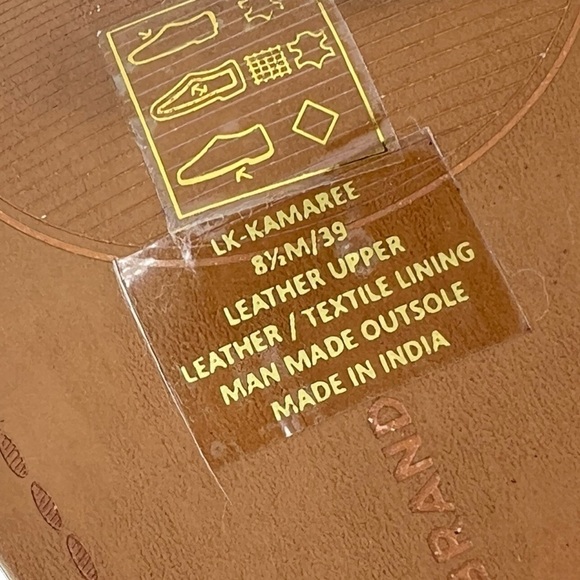 LK-KAMAREE
8½M/39
LEATHER UPPER
LEATHER / TEXTILE LINING
MAN MADE OUTSOLE
MADE IN INDIA
BRAND